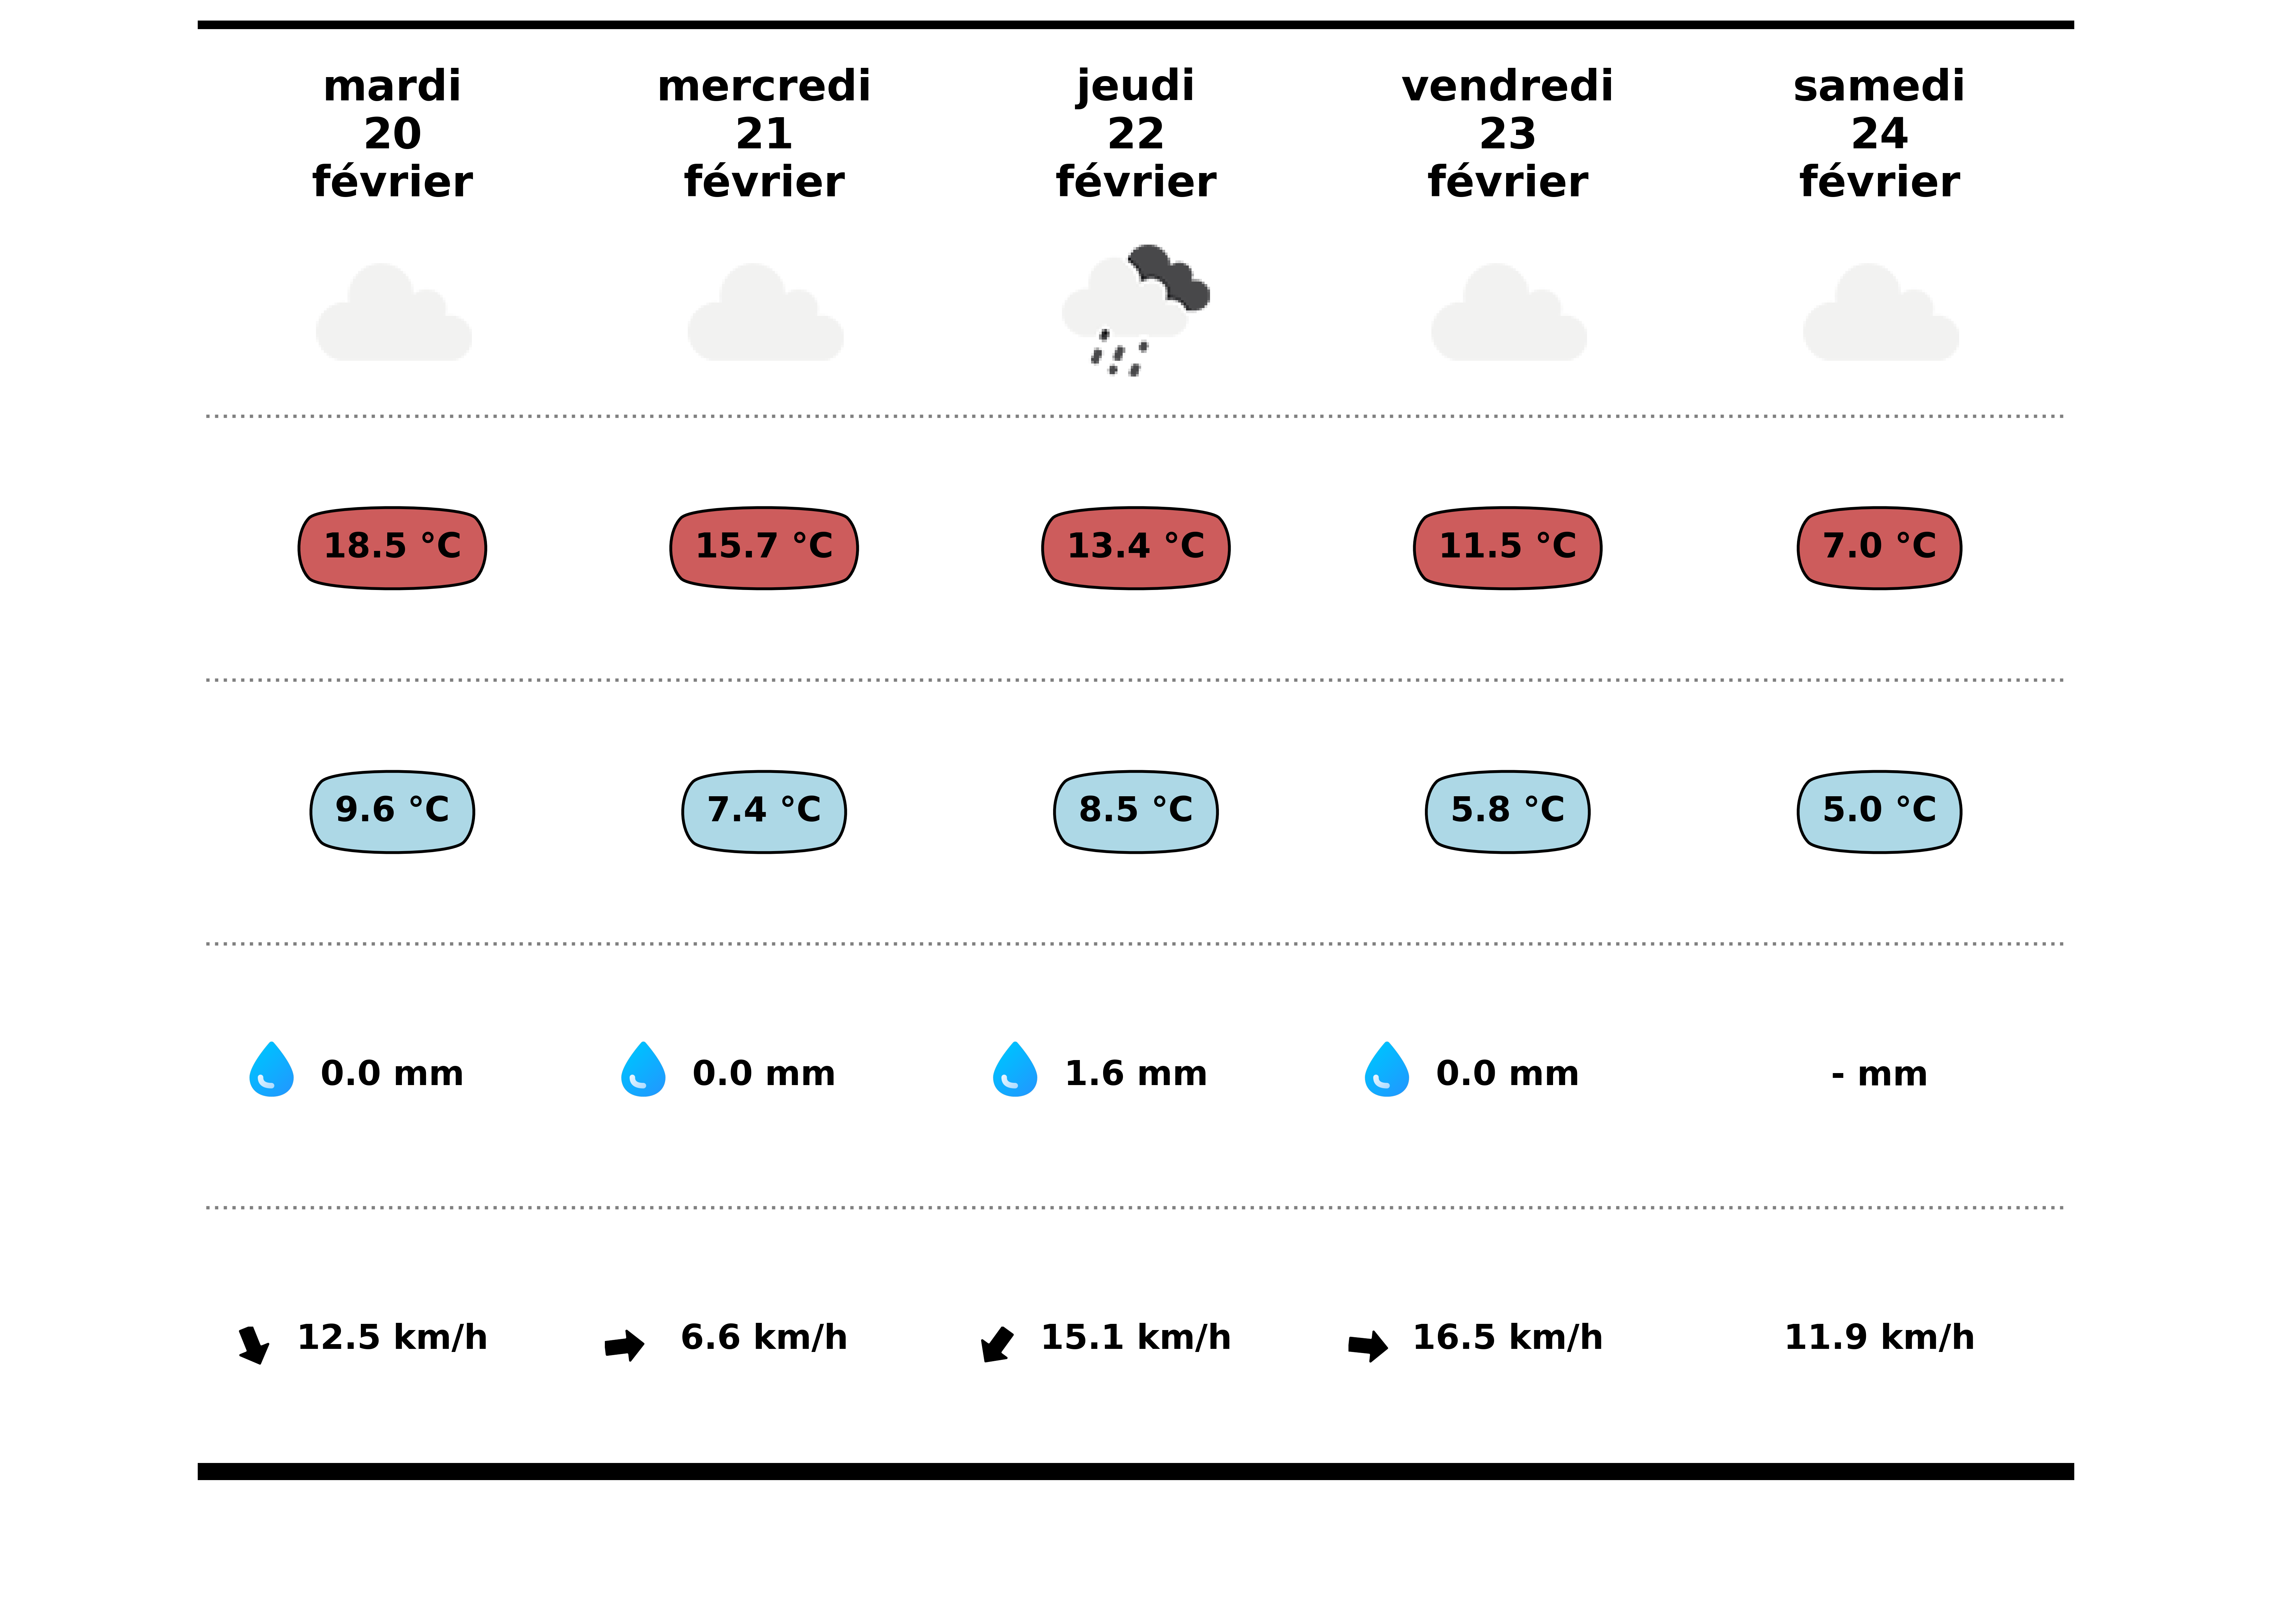 mardi
20
février
mercredi
21
février
jeudi
22
février
vendredi
23
février
samedi
24
février
18.5 °C
15.7 °C
13.4 °C
11.5 °C
7.0 °C
9.6 °C
7.4 °C
8.5 °C
5.8 °C
5.0 °C
0.0 mm
0.0 mm
1.6 mm
0.0 mm
- mm
12.5 km/h
6.6 km/h
15.1 km/h
16.5 km/h
11.9 km/h